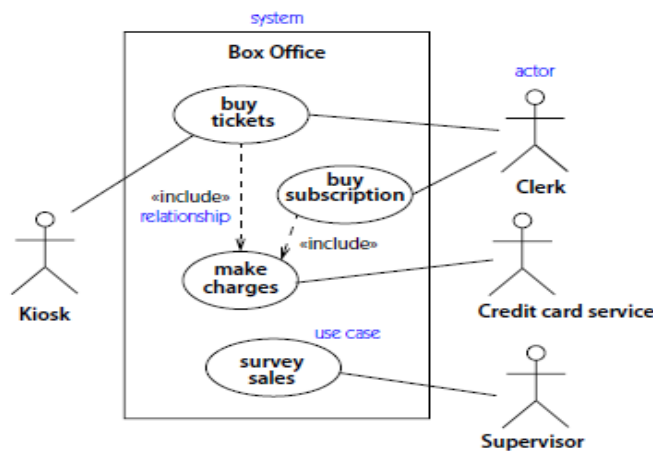 system
Box Office
actor
buy
tickets
Clerk
«include»
relationship
buy
subscription
«include»
Kiosk
make
charges
Credit card service
use case
survey
sales
Supervisor